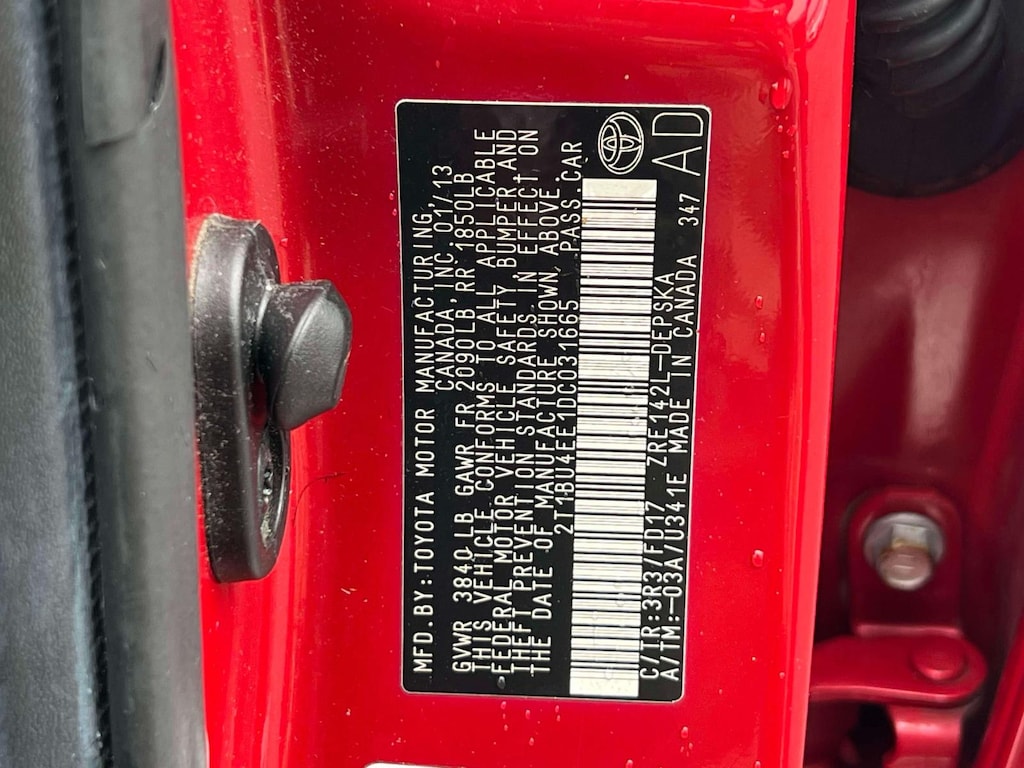 MFD.BY:TOYOTA MOTOR MANUFACTURING,
CANADA,INC.01/13
GVWR 3840 LB GAWR FR 2090LB RR 1850LB
THIS VEHICLE CONFORMS TO ALL APPLICABLE
FEDERAL MOTOR VEHICLE SAFETY, BUMPER,AND
THEFT PREVENTION STANDARDS IN EFFECT ON
THE DATE OF MANUFACTURE SHOWN ABOVE.
2T1BU4EE1DC031665 PASS.CAR
C/TR:3R3/FD17 ZRE142L-DEPSKA
A/TM:-03A/U341E MADE IN CANADA 347
AD